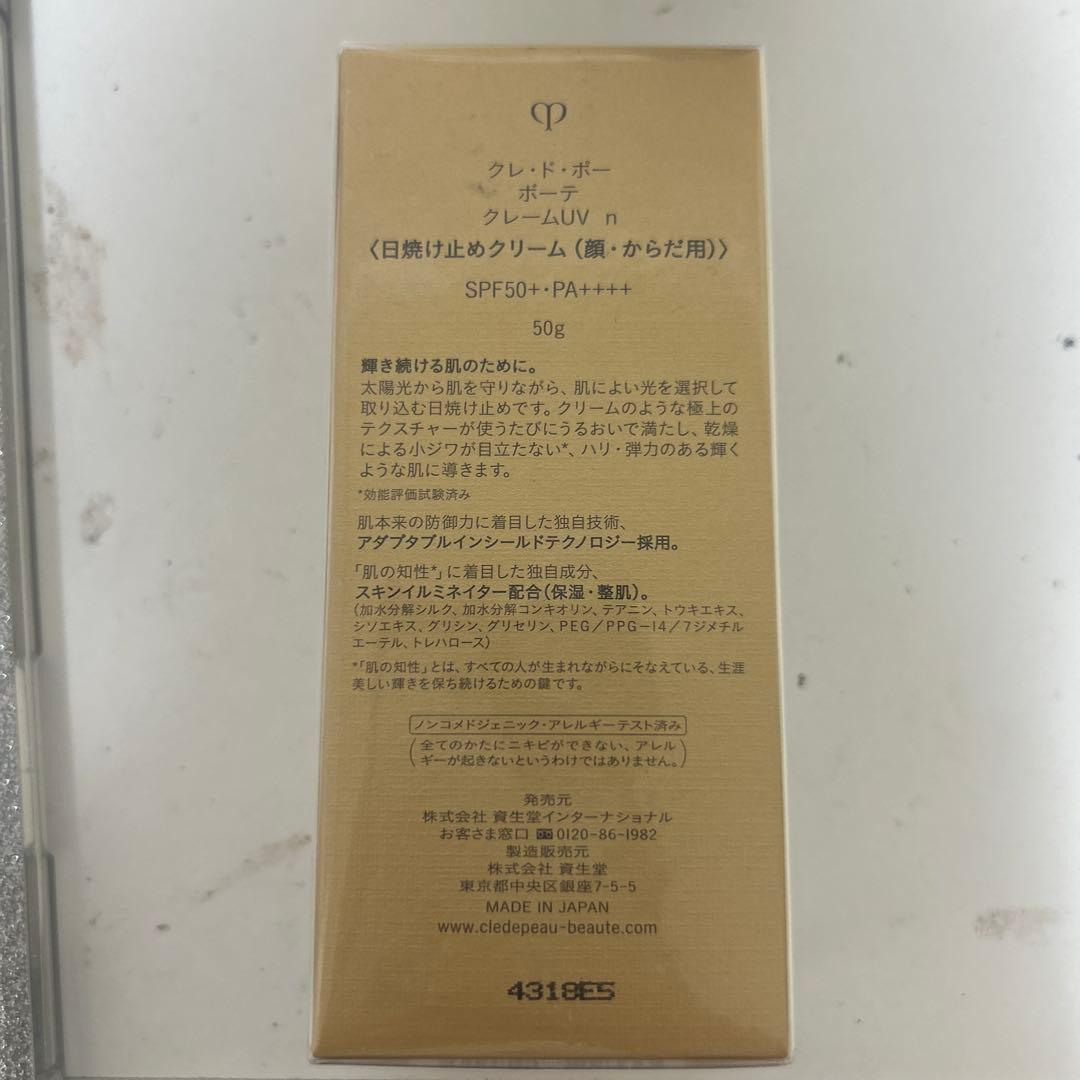 クレ・ド・ポー
ボーテ
クレームUV n
〈日焼け止めクリーム（顔・からだ用）〉
SPF50+・PA++++
50g
輝き続ける肌のために。
太陽光から肌を守りながら、肌によい光を選択して
取り込む日焼け止めです。クリームのような極上の
テクスチャーが使うたびにうるおいで満たし、乾燥
による小ジワが目立たない*、ハリ・弾力のある輝く
ような肌に導きます。
*効能評価試験済み
肌本来の防御力に着目した独自技術、
アダプタブルインシールドテクノロジー採用。
「肌の知性*」に着目した独自成分、
スキンイルミネイター配合（保湿・整肌）。
（加水分解シルク、加水分解コンキオリン、テアニン、トウキエキス、
シソエキス、グリシン、グリセリン、PEG／PPG－14／7ジメチル
エーテル、トレハロース）
*「肌の知性」とは、すべての人が生まれながらにそなえている、生涯
美しい輝きを保ち続けるための鍵です。
ノンコメドジェニック・アレルギーテスト済み
（全てのかたにニキビができない、アレル
ギーが起きないというわけではありません。）
発売元
株式会社 資生堂インターナショナル
お客さま窓口 0120-86-1982
製造販売元
株式会社 資生堂
東京都中央区銀座7-5-5
MADE IN JAPAN
www.cledepeau-beaute.com
4318ES